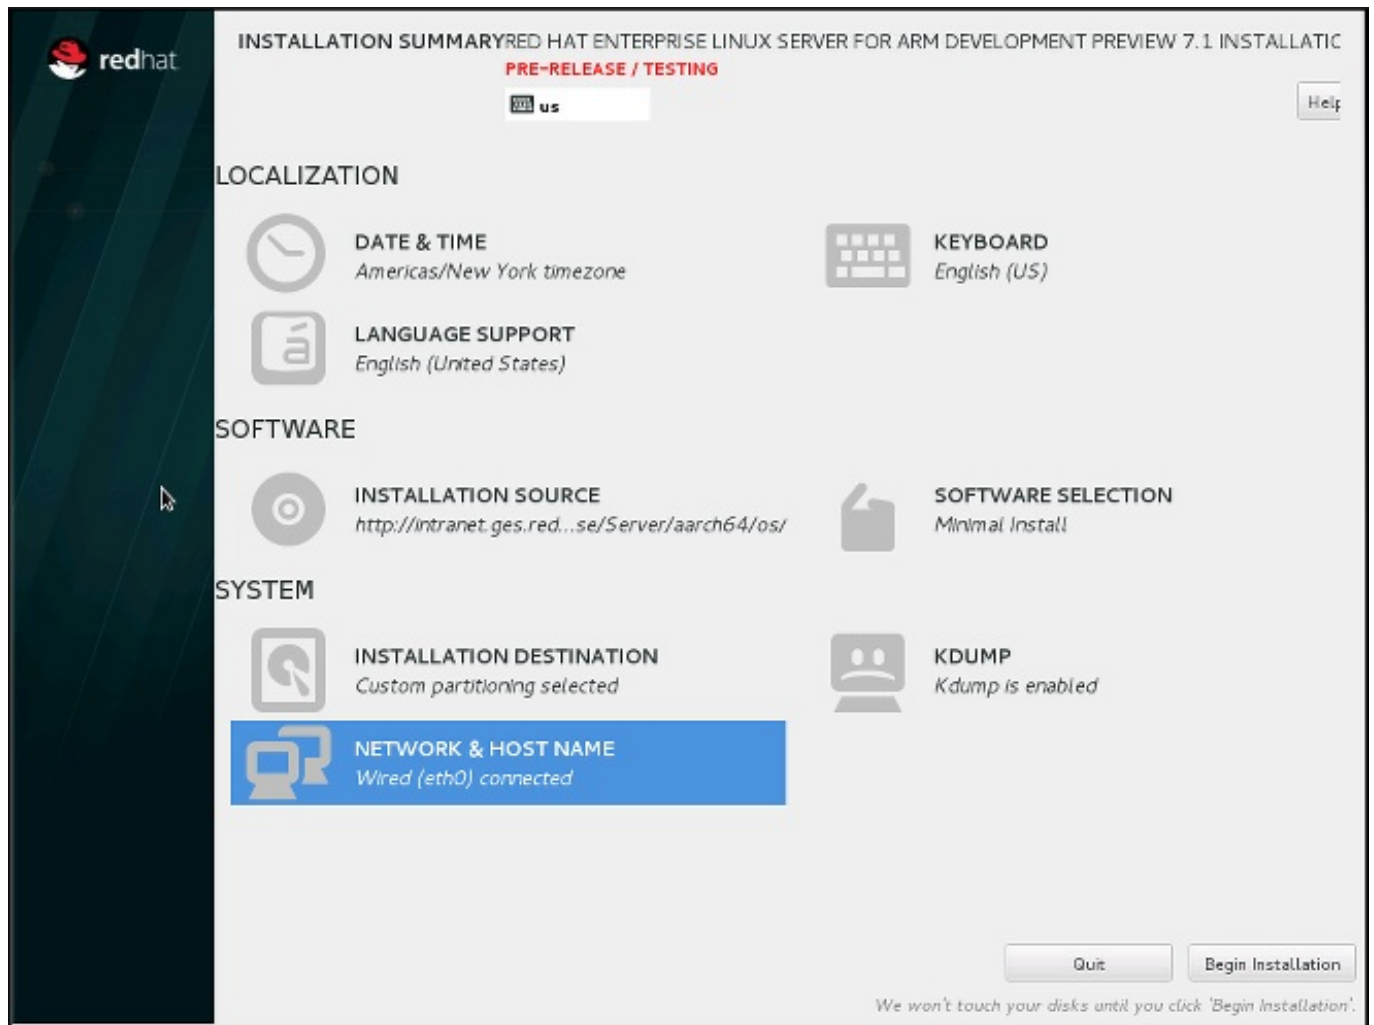 redhat
INSTALLATION SUMMARY
RED HAT ENTERPRISE LINUX SERVER FOR ARM DEVELOPMENT PREVIEW 7.1 INSTALLATIC
PRE-RELEASE / TESTING
us
Help
LOCALIZATION
DATE & TIME
Americas/New York timezone
KEYBOARD
English (US)
LANGUAGE SUPPORT
English (United States)
SOFTWARE
INSTALLATION SOURCE
http://intranet.ges.red...se/Server/aarch64/os/
SOFTWARE SELECTION
Minimal Install
SYSTEM
INSTALLATION DESTINATION
Custom partitioning selected
KDUMP
Kdump is enabled
NETWORK & HOST NAME
Wired (eth0) connected
Quit
Begin Installation
We won't touch your disks until you click 'Begin Installation'.